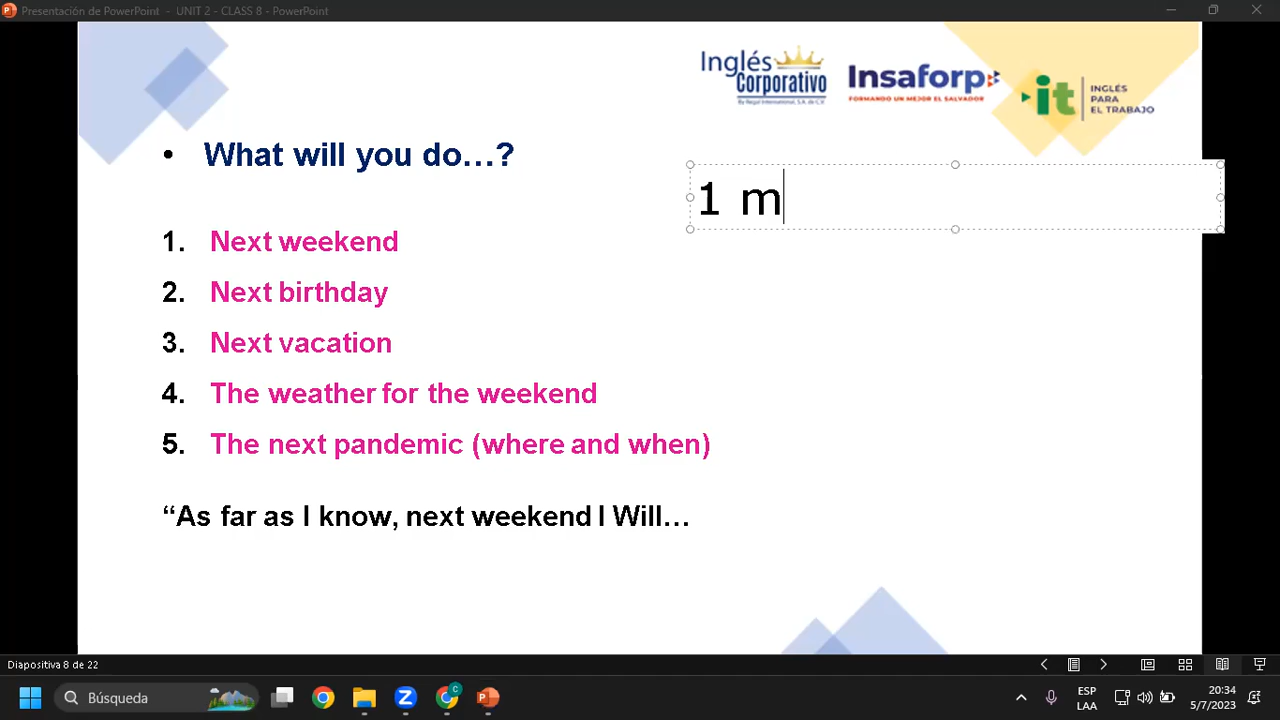 Presentación de PowerPoint - UNIT 2 - CLASS 8 - PowerPoint
Inglés
Corporativo
By Regal International, S.A. de C.V.
Insaforp
FORMANDO UN MEJOR EL SALVADOR
it
INGLÉS
PARA
EL TRABAJO
• What will you do…?
1 m
1. Next weekend
2. Next birthday
3. Next vacation
4. The weather for the weekend
5. The next pandemic (where and when)
“As far as I know, next weekend I Will…
Diapositiva 8 de 22
Búsqueda
C
ESP
LAA
20:34
5/7/2023